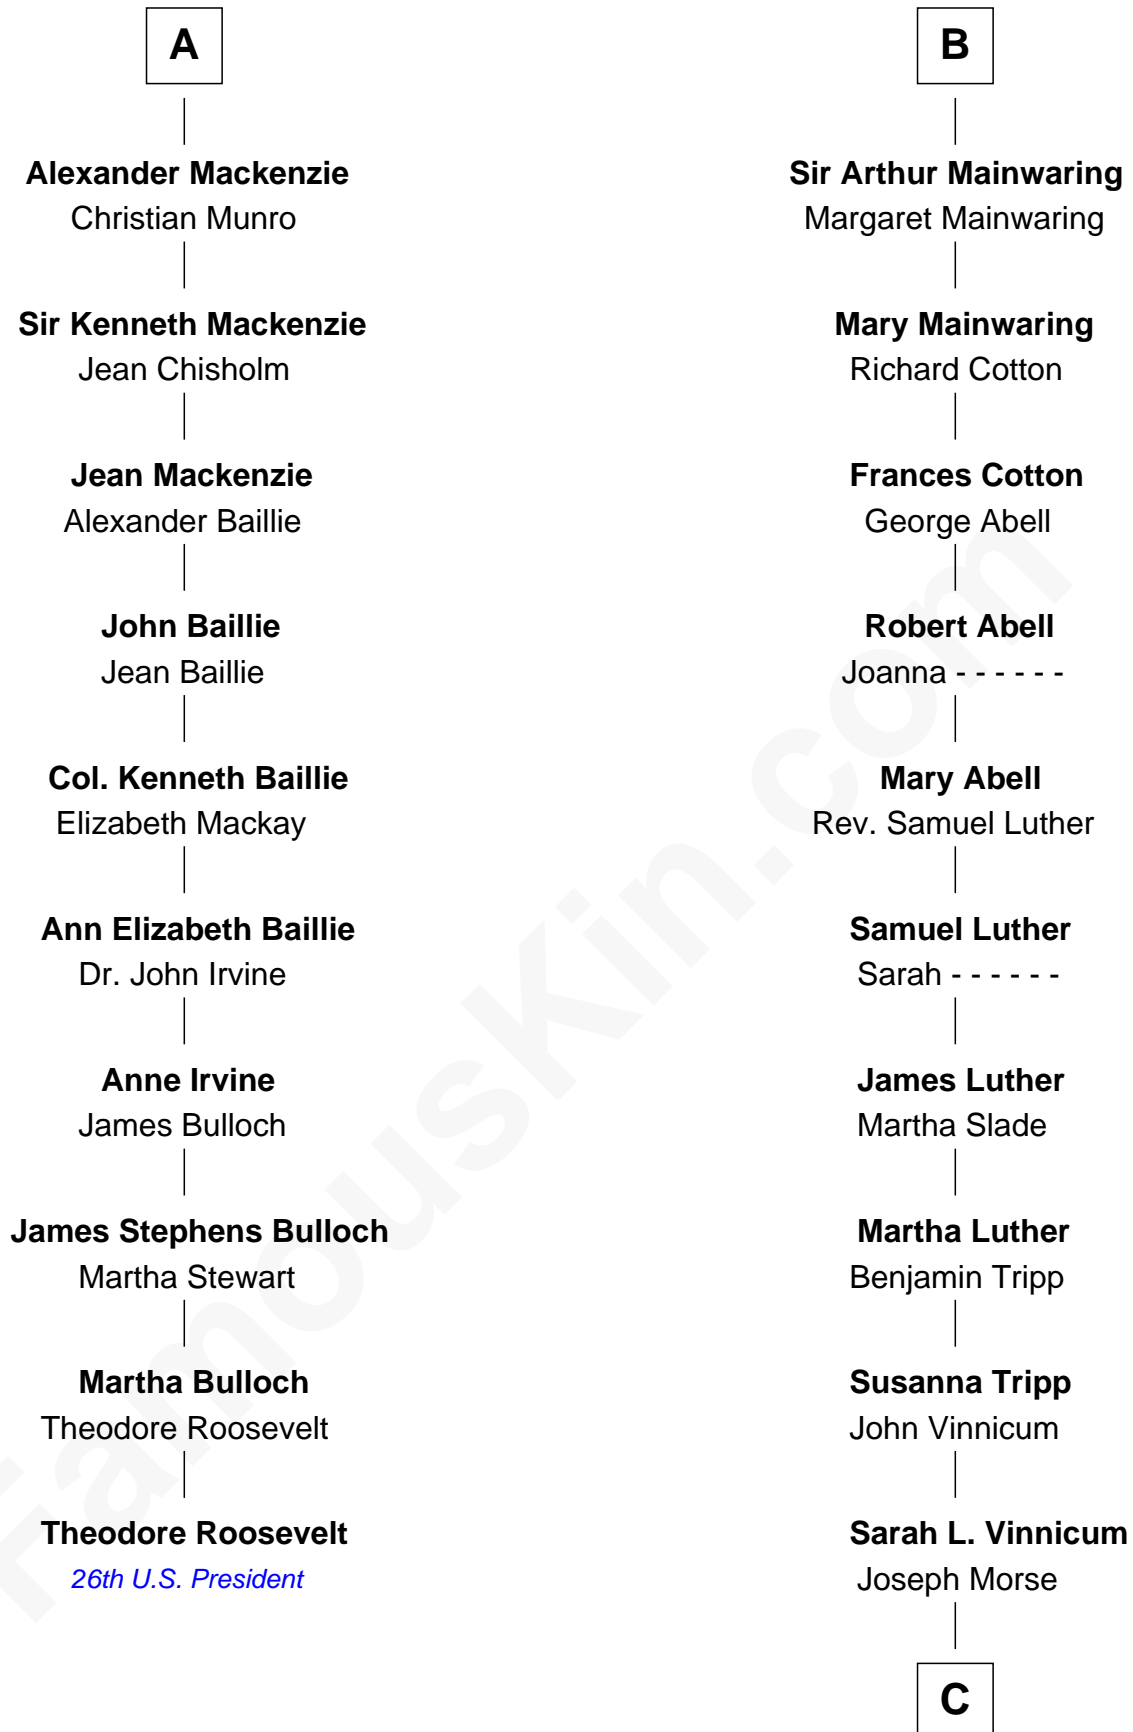 A
Alexander Mackenzie
Christian Munro
Sir Kenneth Mackenzie
Jean Chisholm
Jean Mackenzie
Alexander Baillie
John Baillie
Jean Baillie
Col. Kenneth Baillie
Elizabeth Mackay
Ann Elizabeth Baillie
Dr. John Irvine
Anne Irvine
James Bulloch
James Stephens Bulloch
Martha Stewart
Martha Bulloch
Theodore Roosevelt
Theodore Roosevelt
26th U.S. President
B
Sir Arthur Mainwaring
Margaret Mainwaring
Mary Mainwaring
Richard Cotton
Frances Cotton
George Abell
Robert Abell
Joanna - - - - - -
Mary Abell
Rev. Samuel Luther
Samuel Luther
Sarah - - - - - -
James Luther
Martha Slade
Martha Luther
Benjamin Tripp
Susanna Tripp
John Vinnicum
Sarah L. Vinnicum
Joseph Morse
C
FamousKin.com